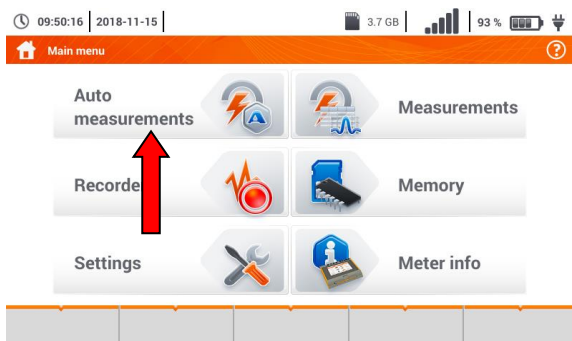 09:50:16 2018-11-15 3.7 GB 93 %
Main menu ?
Auto
measurements
Measurements
Recorde
Memory
Settings
Meter info